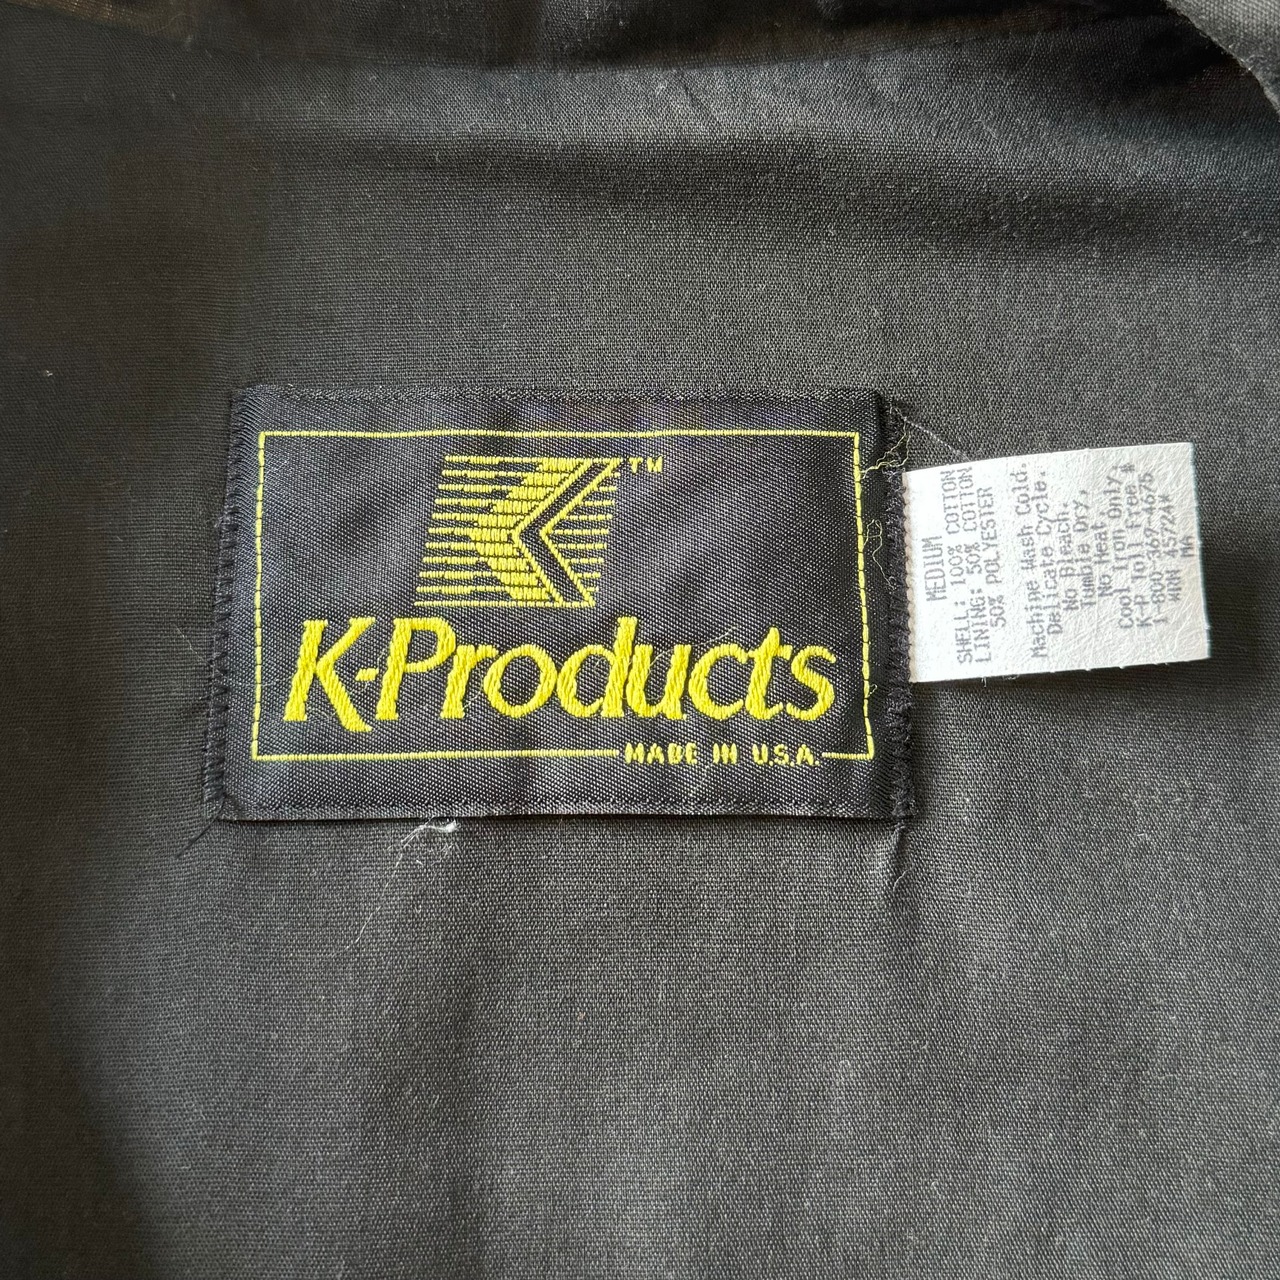 TM
K-Products
MADE IN U.S.A.
MEDIUM
SHELL: 100% COTTON
LINING: 50% COTTON
50% POLYESTER
Machine Wash Cold.
Delicate Cycle.
No Bleach.
Tumble Dry,
No Heat
Cool Iron Only.
K-P Toll Free #
1-800-369-4675
WRN 45724#
MA